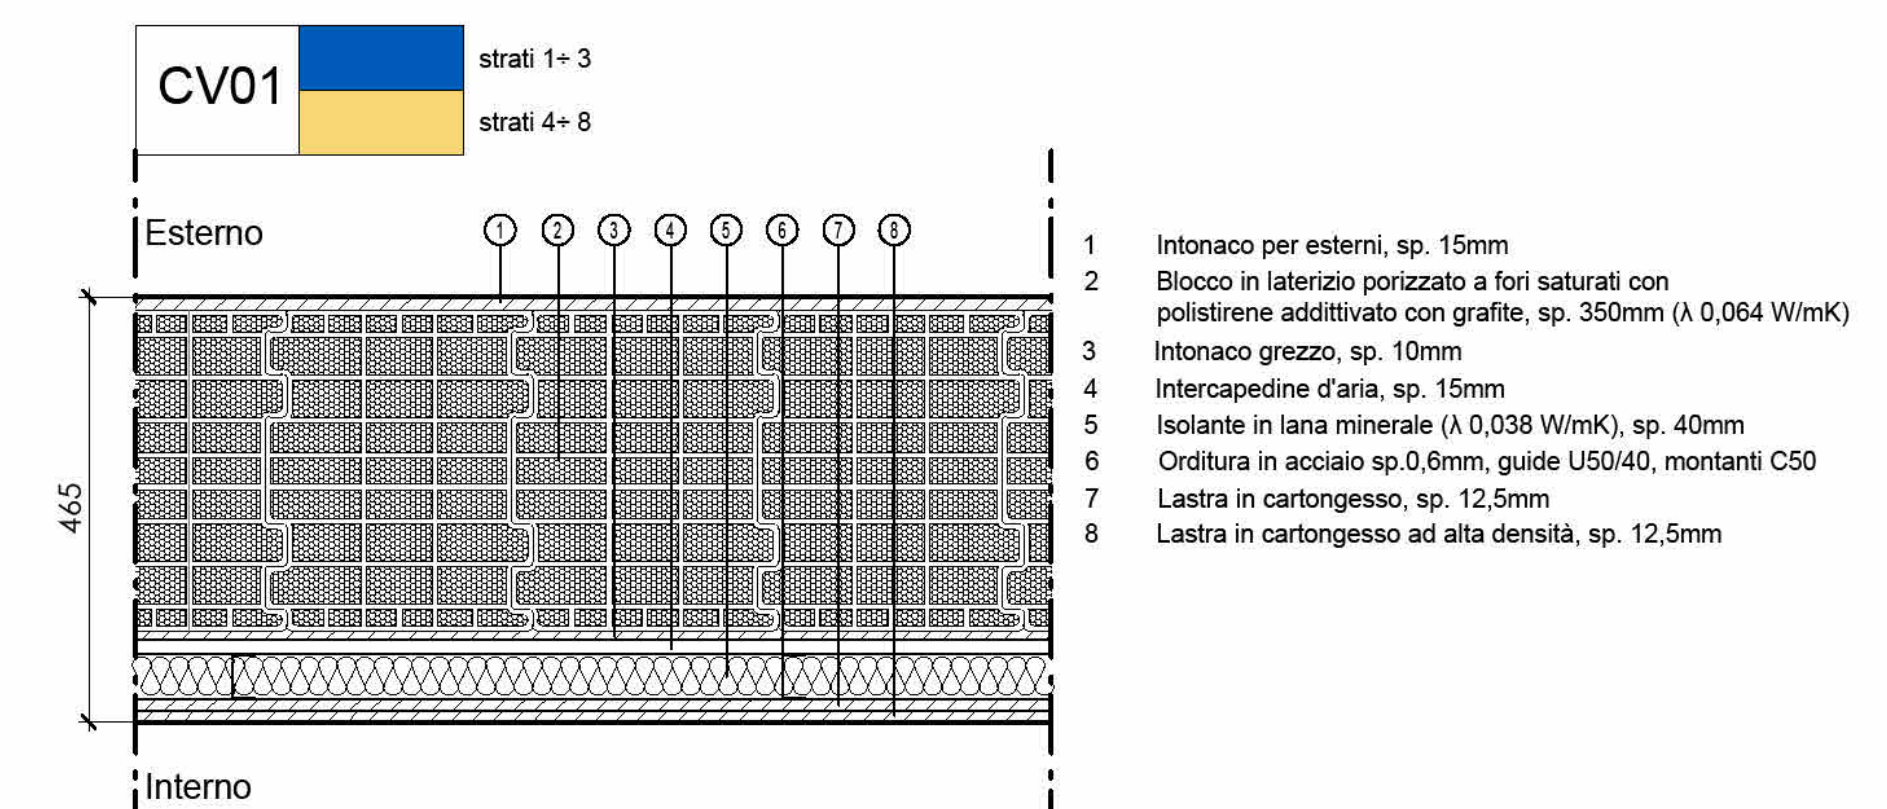 CV01
strati 1÷ 3
strati 4÷ 8
Esterno
1 2 3 4 5 6 7 8
465
Interno
1 Intonaco per esterni, sp. 15mm
2 Blocco in laterizio porizzato a fori saturati con
polistirene addittivato con grafite, sp. 350mm (λ 0,064 W/mK)
3 Intonaco grezzo, sp. 10mm
4 Intercapedine d'aria, sp. 15mm
5 Isolante in lana minerale (λ 0,038 W/mK), sp. 40mm
6 Orditura in acciaio sp.0,6mm, guide U50/40, montanti C50
7 Lastra in cartongesso, sp. 12,5mm
8 Lastra in cartongesso ad alta densità, sp. 12,5mm